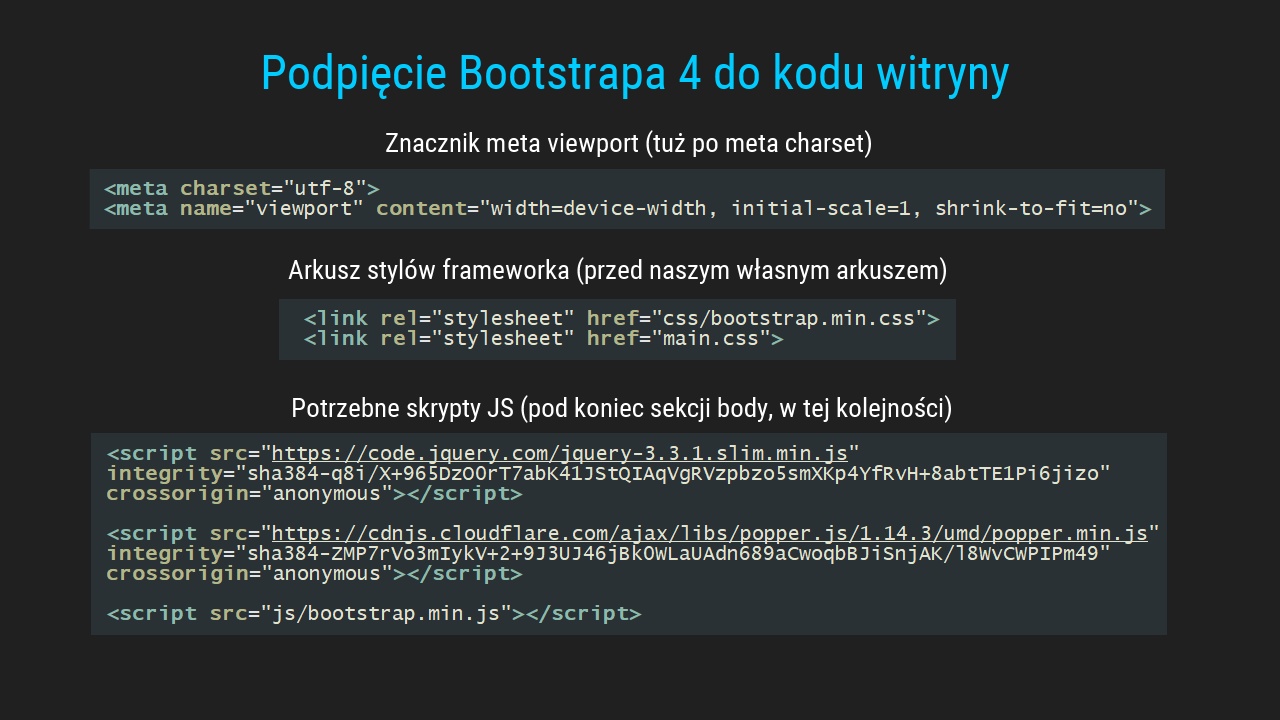 Podpięcie Bootstrapa 4 do kodu witryny
Znacznik meta viewport (tuż po meta charset)
<meta charset="utf-8">
<meta name="viewport" content="width=device-width, initial-scale=1, shrink-to-fit=no">
Arkusz stylów frameworka (przed naszym własnym arkuszem)
<link rel="stylesheet" href="css/bootstrap.min.css">
<link rel="stylesheet" href="main.css">
Potrzebne skrypty JS (pod koniec sekcji body, w tej kolejności)
<script src="https://code.jquery.com/jquery-3.3.1.slim.min.js"
integrity="sha384-q8i/X+965DzO0rT7abK41JStQIAqVgRVzpbzo5smXKp4YfRvH+8abtTE1Pi6jizo"
crossorigin="anonymous"></script>
<script src="https://cdnjs.cloudflare.com/ajax/libs/popper.js/1.14.3/umd/popper.min.js"
integrity="sha384-ZMP7rVo3mIykV+2+9J3UJ46jBk0WLaUAdn689aCwoqbBJiSnjAK/l8WvCWPIPm49"
crossorigin="anonymous"></script>
<script src="js/bootstrap.min.js"></script>